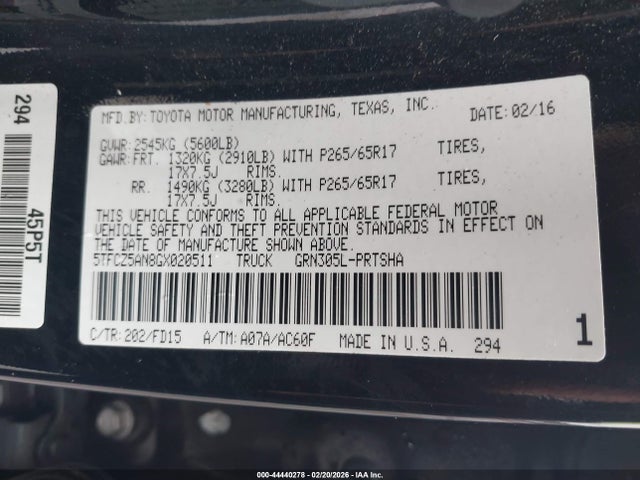 294 45P5T
MFD.BY:TOYOTA MOTOR MANUFACTURING, TEXAS, INC. DATE:02/16
GVWR:2545KG (5600LB)
GAWR:FRT. 1320KG (2910LB) WITH P265/65R17 TIRES,
17X7.5J RIMS.
RR. 1490KG (3280LB) WITH P265/65R17 TIRES,
17X7.5J RIMS.
THIS VEHICLE CONFORMS TO ALL APPLICABLE FEDERAL MOTOR
VEHICLE SAFETY AND THEFT PREVENTION STANDARDS IN EFFECT ON
THE DATE OF MANUFACTURE SHOWN ABOVE.
5TFCZ5AN8GX020511 TRUCK GRN305L-PRTSHA
C/TR:202/FD15 A/TM:A07A/AC60F MADE IN U.S.A. 294
1
000-44440278 - 02/20/2026 - IAA Inc.